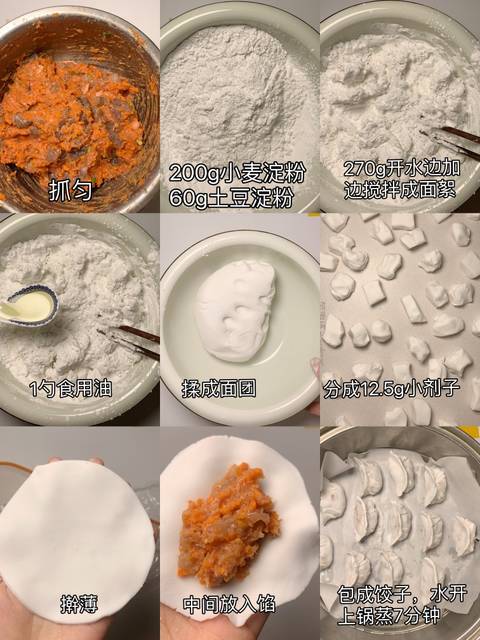 抓匀
200g小麦淀粉
60g土豆淀粉
270g开水边加
边搅拌成面絮
1勺食用油
揉成面团
分成12.5g小剂子
擀薄
中间放入馅
包成饺子，水开
上锅蒸7分钟